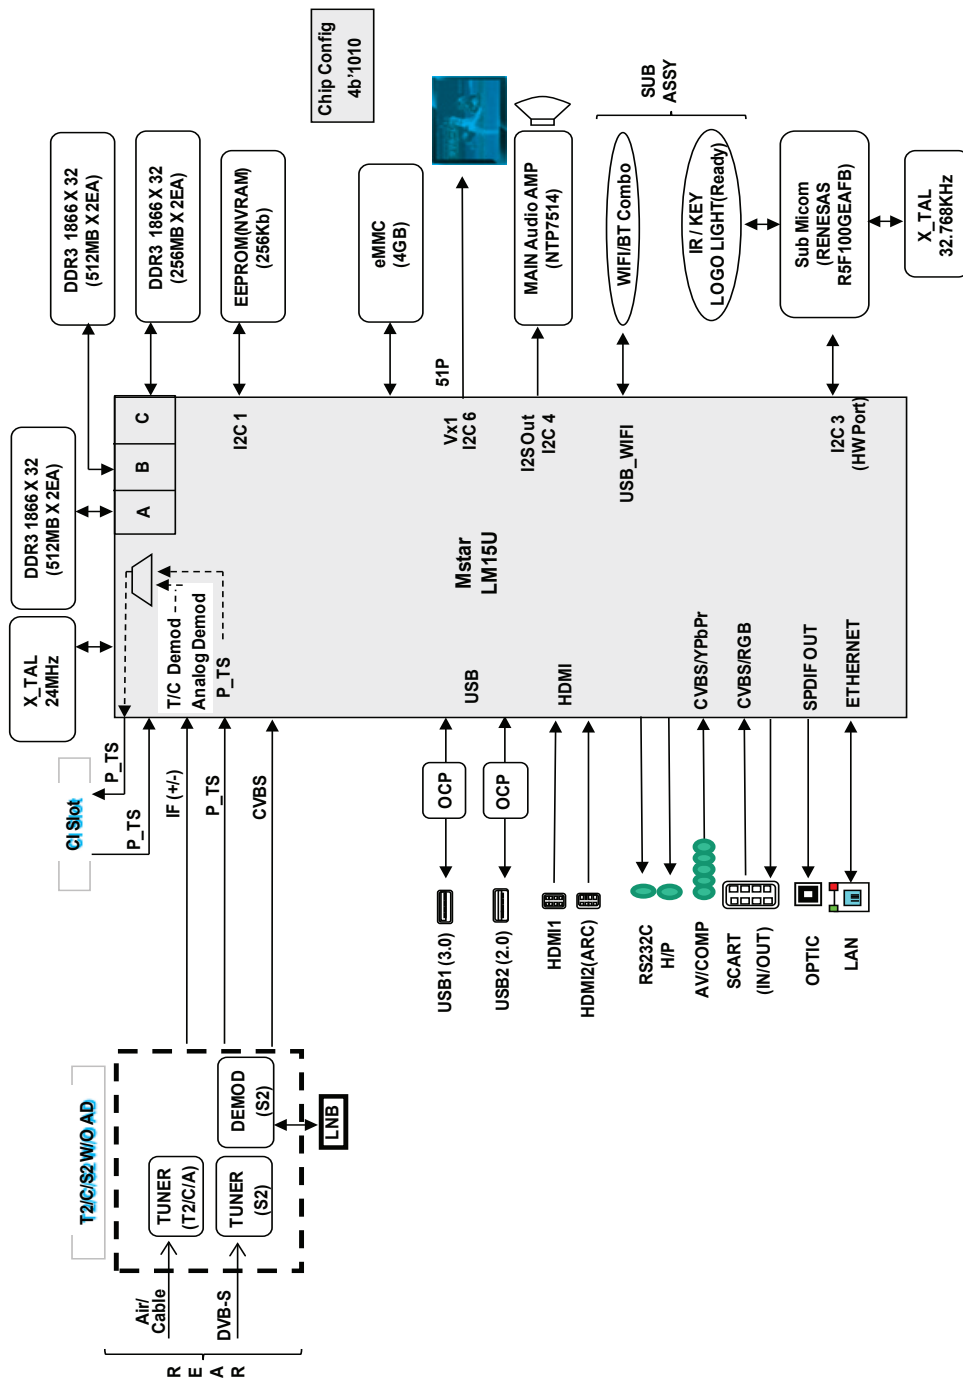 T2/C/S2 W/O AD
CI Slot
X_TAL
24MHz
DDR3 1866 X 32
(512MB X 2EA)
DDR3 1866 X 32
(512MB X 2EA)
DDR3 1866 X 32
(256MB X 2EA)
EEPROM(NVRAM)
(256Kb)
eMMC
(4GB)
Chip Config
4b'1010
R
E
A
R
Air/
Cable
DVB-S
TUNER
(T2/C/A)
TUNER
(S2)
DEMOD
(S2)
LNB
P_TS
P_TS
IF (+/-)
P_TS
CVBS
T/C Demod
Analog Demod
P_TS
A
B
C
I2C 1
Mstar
LM15U
51P
Vx1
I2C 6
I2S Out
I2C 4
MAIN Audio AMP
(NTP7514)
USB_WIFI
WIFI/BT Combo
SUB
ASSY
IR / KEY
LOGO LIGHT(Ready)
I2C 3
(HW Port)
Sub Micom
(RENESAS
R5F100GEAFB)
X_TAL
32.768KHz
USB1 (3.0)
OCP
USB
USB2 (2.0)
OCP
HDMI1
HDMI
HDMI2(ARC)
RS232C
H/P
AV/COMP
CVBS/YPbPr
SCART
(IN/OUT)
CVBS/RGB
OPTIC
SPDIF OUT
LAN
ETHERNET